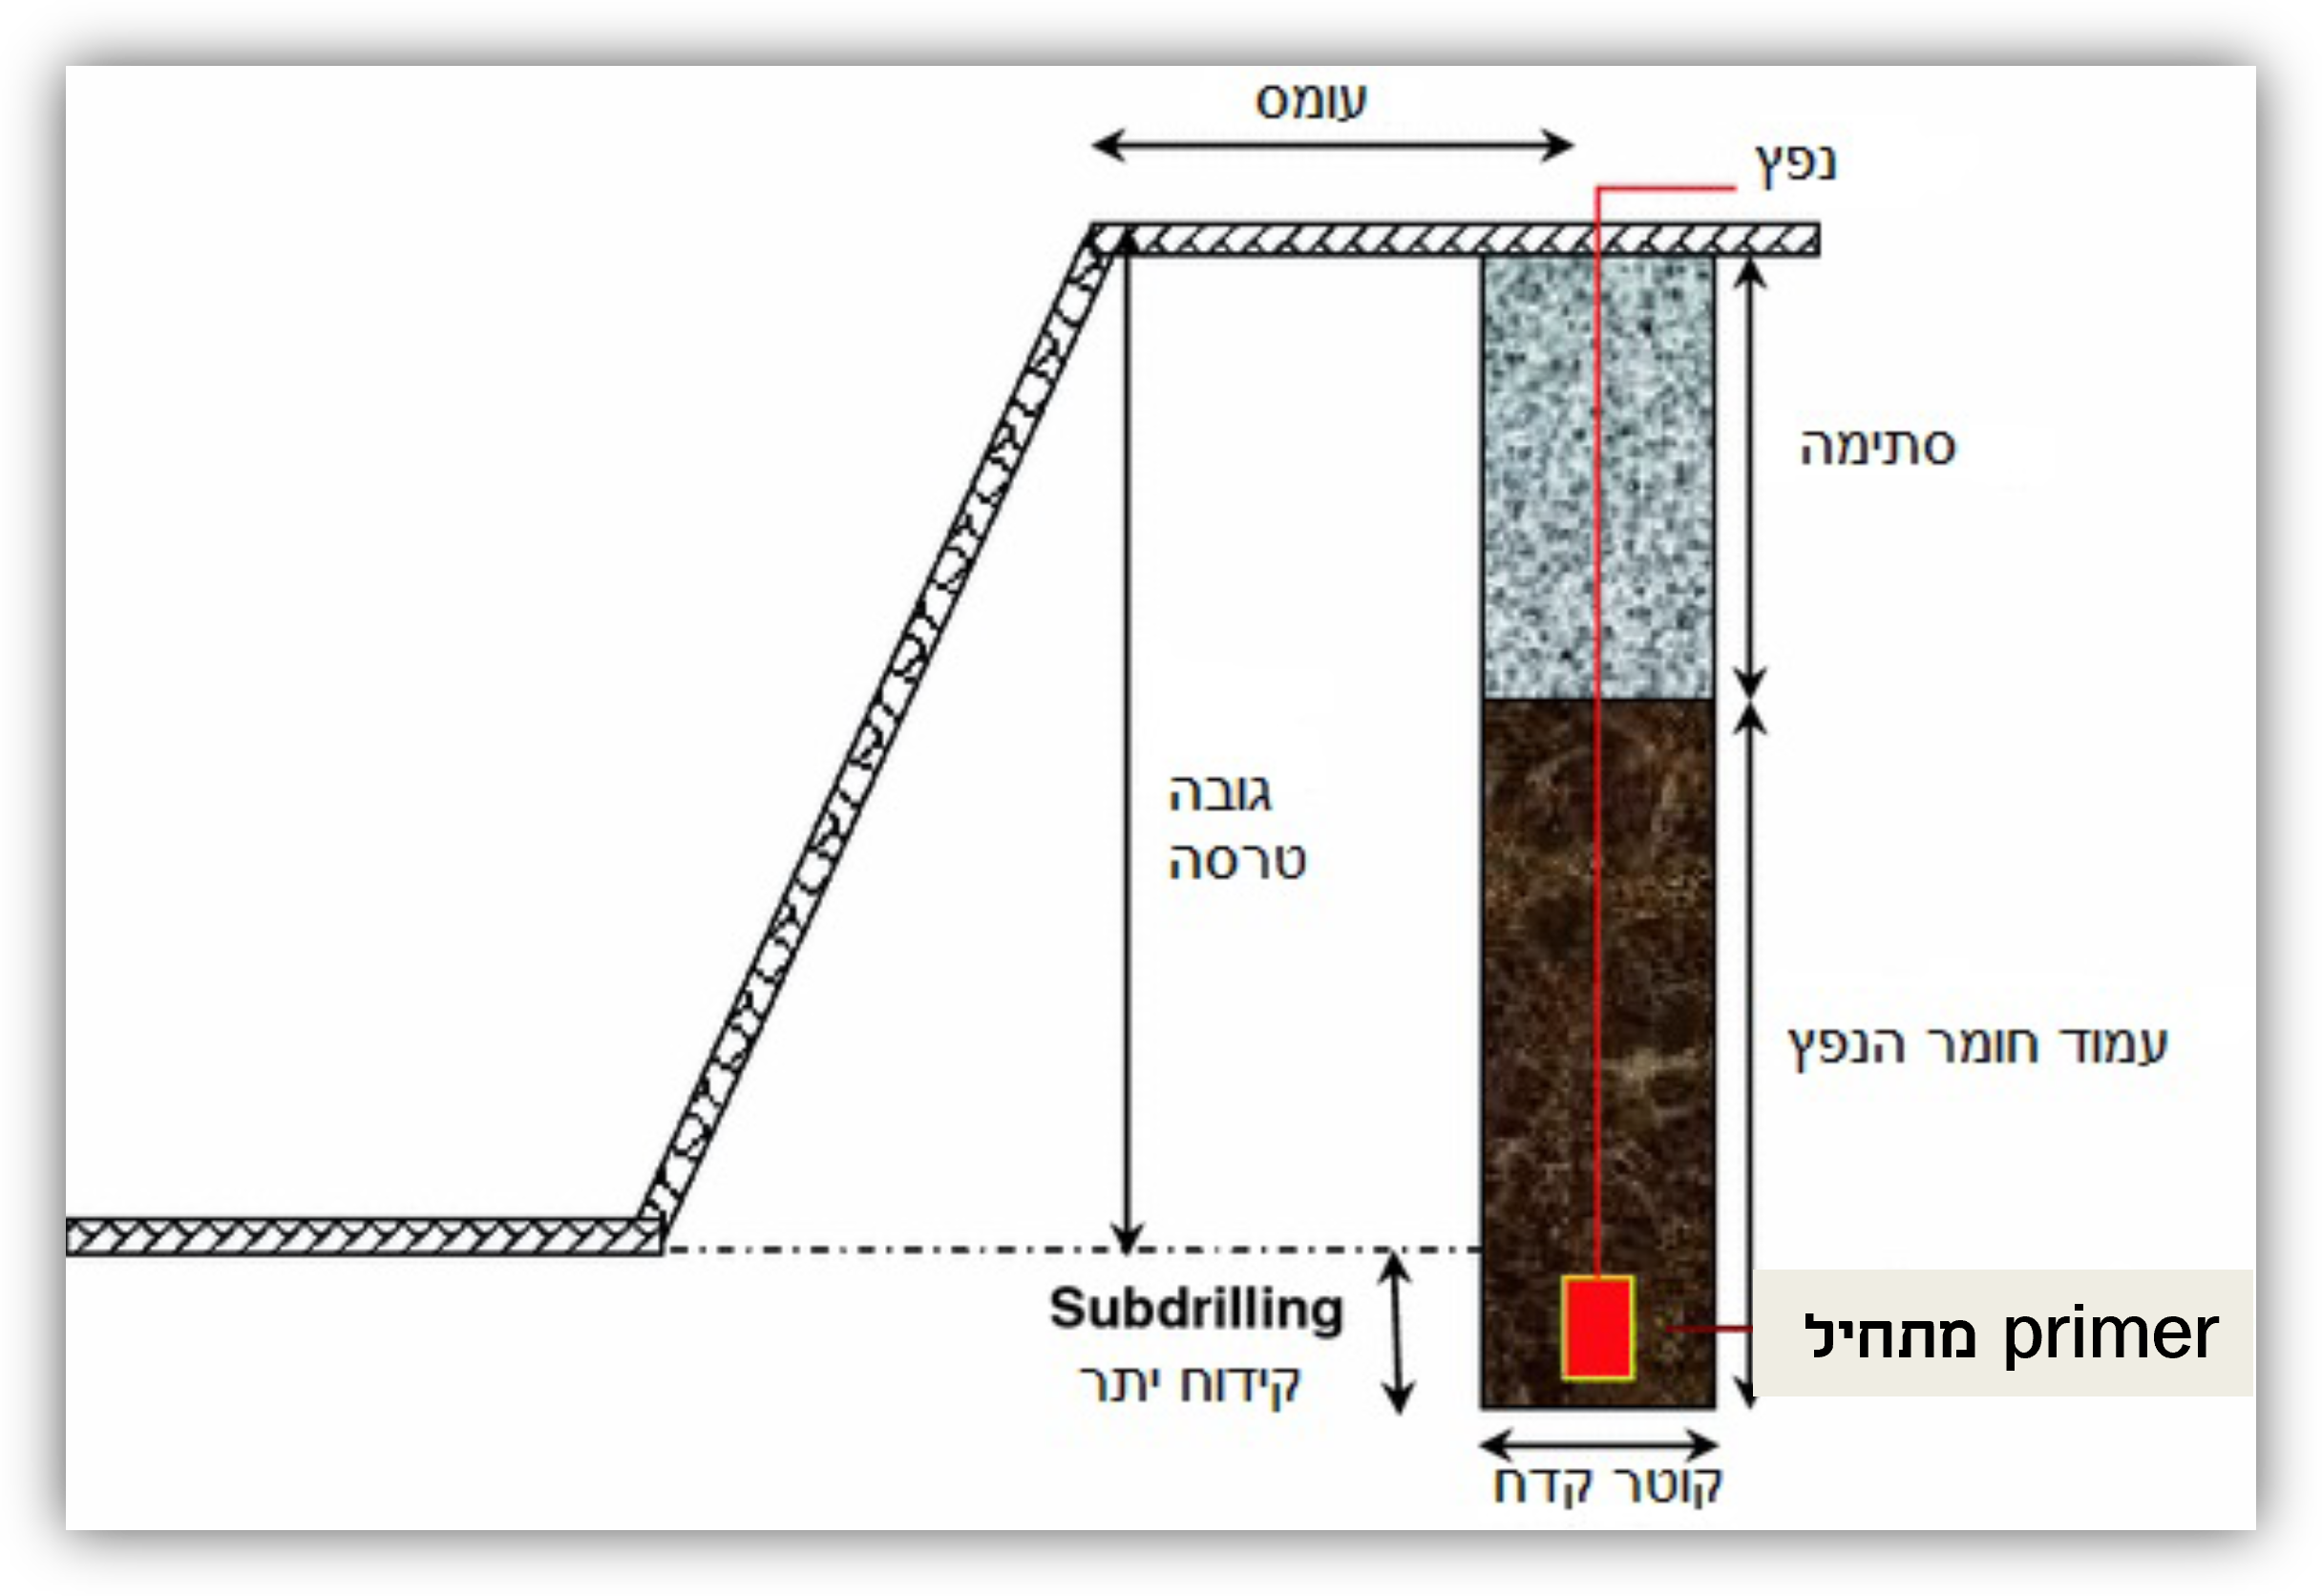 עומס
נפץ
סתימה
גובה
טרסה
עמוד חומר הנפץ
Subdrilling
קידוח יתר
מתחיל primer
קוטר קדח